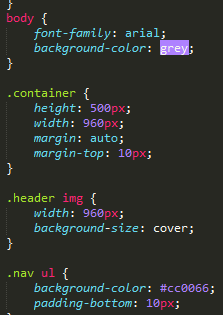 }
body {
font-family: arial;
background-color: grey;
}
.container {
height: 500px;
width: 960px;
margin: auto;
margin-top: 10px;
}
.header img {
width: 960px;
background-size: cover;
}
.nav ul {
background-color: #cc0066;
padding-bottom: 10px;